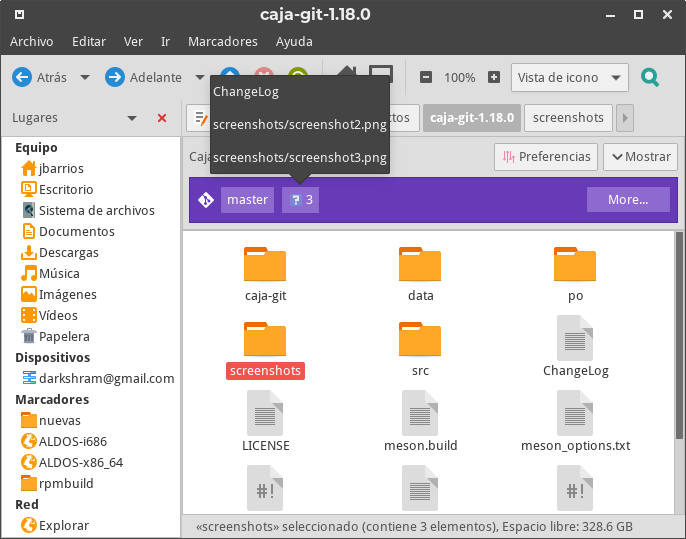 caja-git-1.18.0
Archivo Editar Ver Ir Marcadores Ayuda
Atrás Adelante 100% Vista de icono
ChangeLog
screenshots/screenshot2.png
screenshots/screenshot3.png
Lugares
caja-git-1.18.0 screenshots
Caja
Preferencias Mostrar
master ? 3 More...
Equipo
jbarrios
Escritorio
Sistema de archivos
Documentos
Descargas
Música
Imágenes
Vídeos
Papelera
Dispositivos
darkshram@gmail.com
Marcadores
nuevas
ALDOS-i686
ALDOS-x86_64
rpmbuild
Red
Explorar
caja-git data po
screenshots src ChangeLog
LICENSE meson.build meson_options.txt
#! #!
«screenshots» seleccionado (contiene 3 elementos), Espacio libre: 328.6 GB